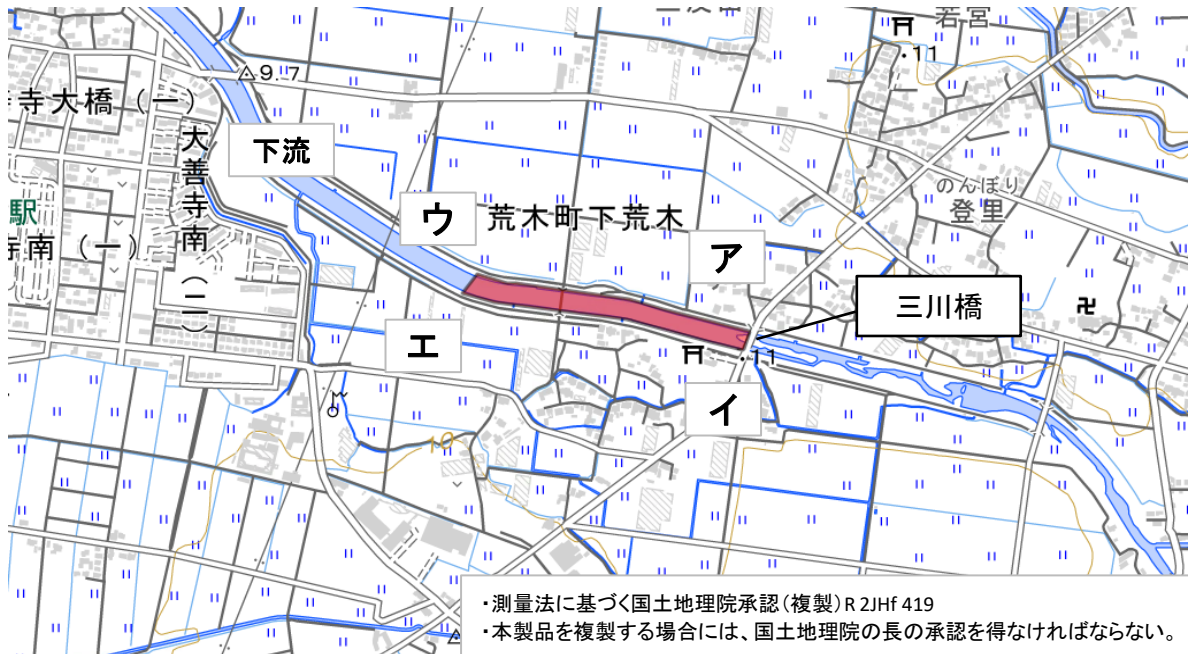 若宮
・11
△9.7
寺大橋(一)
大善寺南(二)
下流
のんぼり
登里
駅
ウ
荒木町下荒木
寺南(一)
ア
三川橋
エ
・11
イ
10
・測量法に基づく国土地理院承認(複製)R 2JHf 419
・本製品を複製する場合には、国土地理院の長の承認を得なければならない。